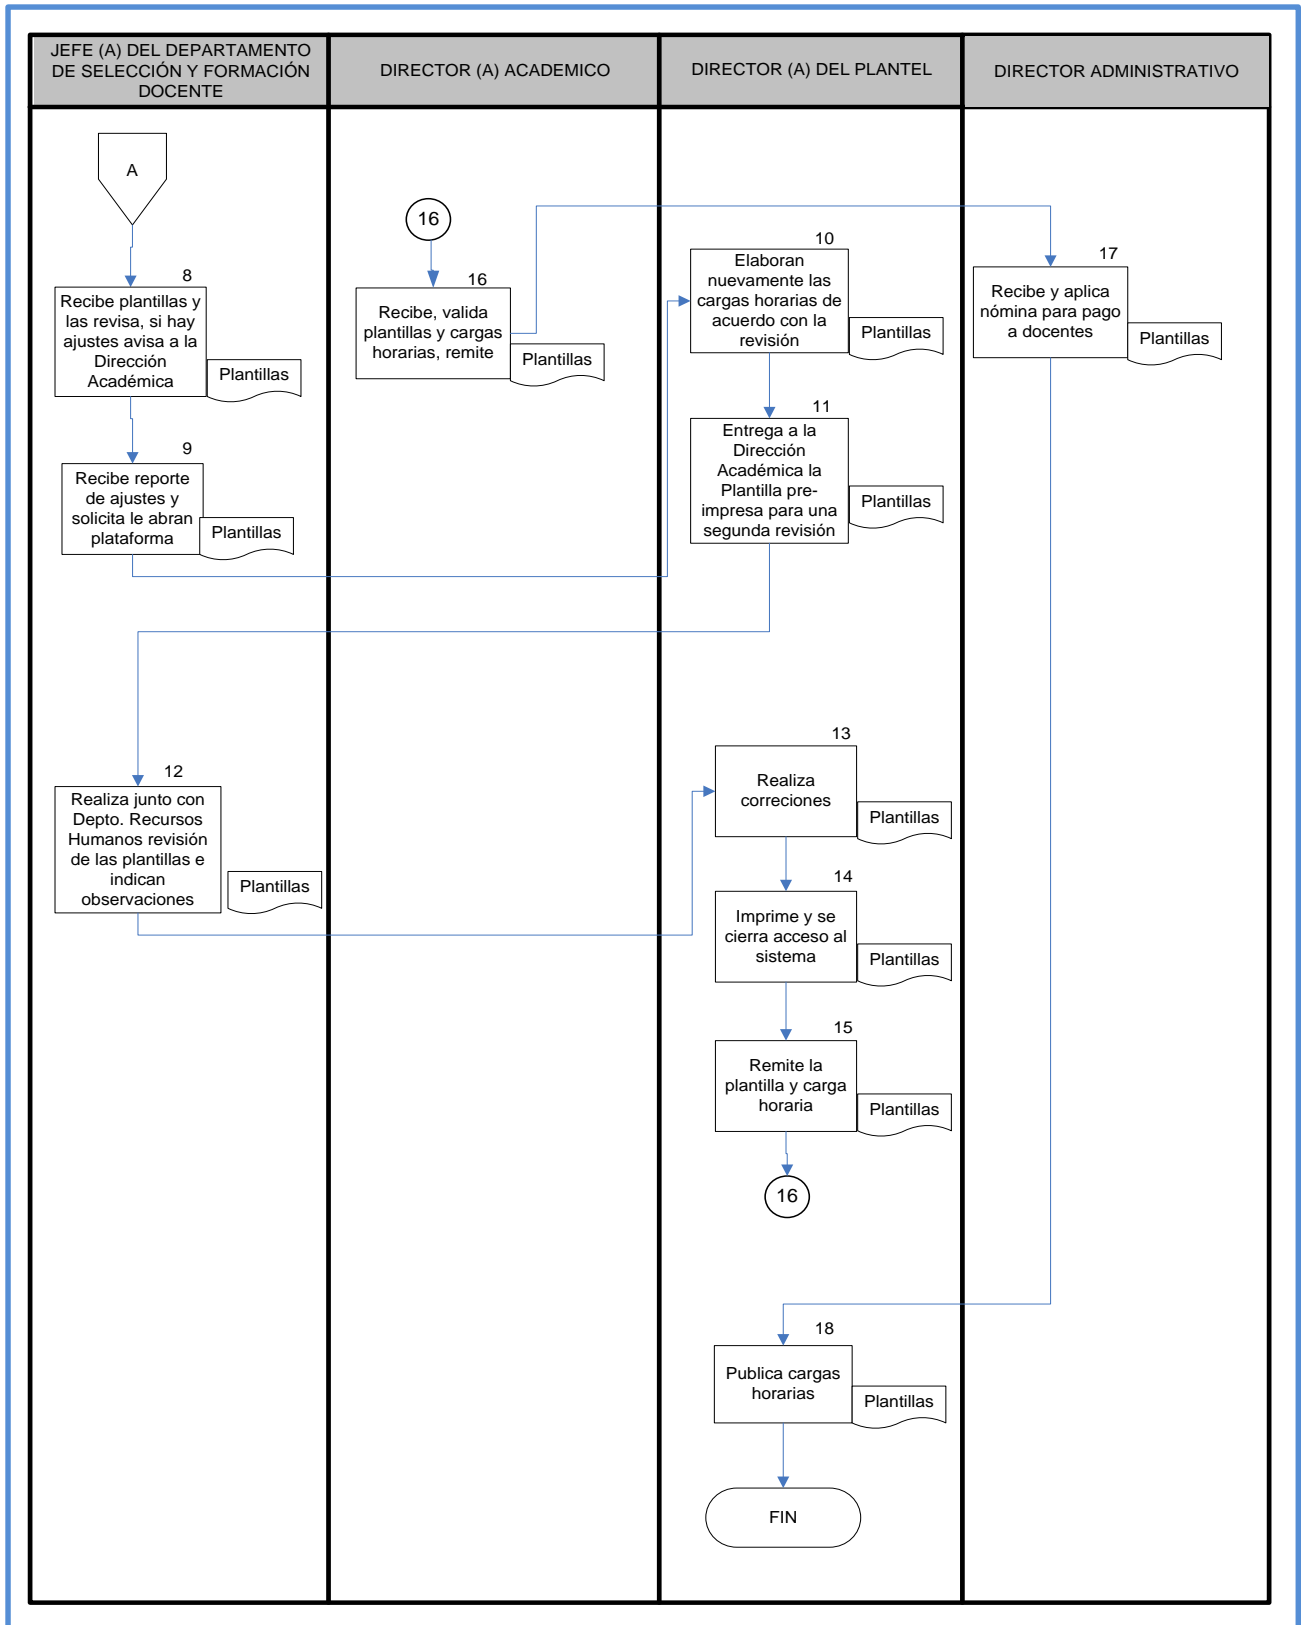 JEFE (A) DEL DEPARTAMENTO
DE SELECCIÓN Y FORMACIÓN
DOCENTE
DIRECTOR (A) ACADEMICO
DIRECTOR (A) DEL PLANTEL
DIRECTOR ADMINISTRATIVO
A
8
Recibe plantillas y
las revisa, si hay
ajustes avisa a la
Dirección
Académica
Plantillas
9
Recibe reporte
de ajustes y
solicita le abran
plataforma
Plantillas
16
16
Recibe, valida
plantillas y cargas
horarias, remite
Plantillas
10
Elaboran
nuevamente las
cargas horarias de
acuerdo con la
revisión
Plantillas
11
Entrega a la
Dirección
Académica la
Plantilla pre-
impresa para una
segunda revisión
Plantillas
17
Recibe y aplica
nómina para pago
a docentes
Plantillas
12
Realiza junto con
Depto. Recursos
Humanos revisión
de las plantillas e
indican
observaciones
Plantillas
13
Realiza
correciones
Plantillas
14
Imprime y se
cierra acceso al
sistema
Plantillas
15
Remite la
plantilla y carga
horaria
Plantillas
16
18
Publica cargas
horarias
Plantillas
FIN